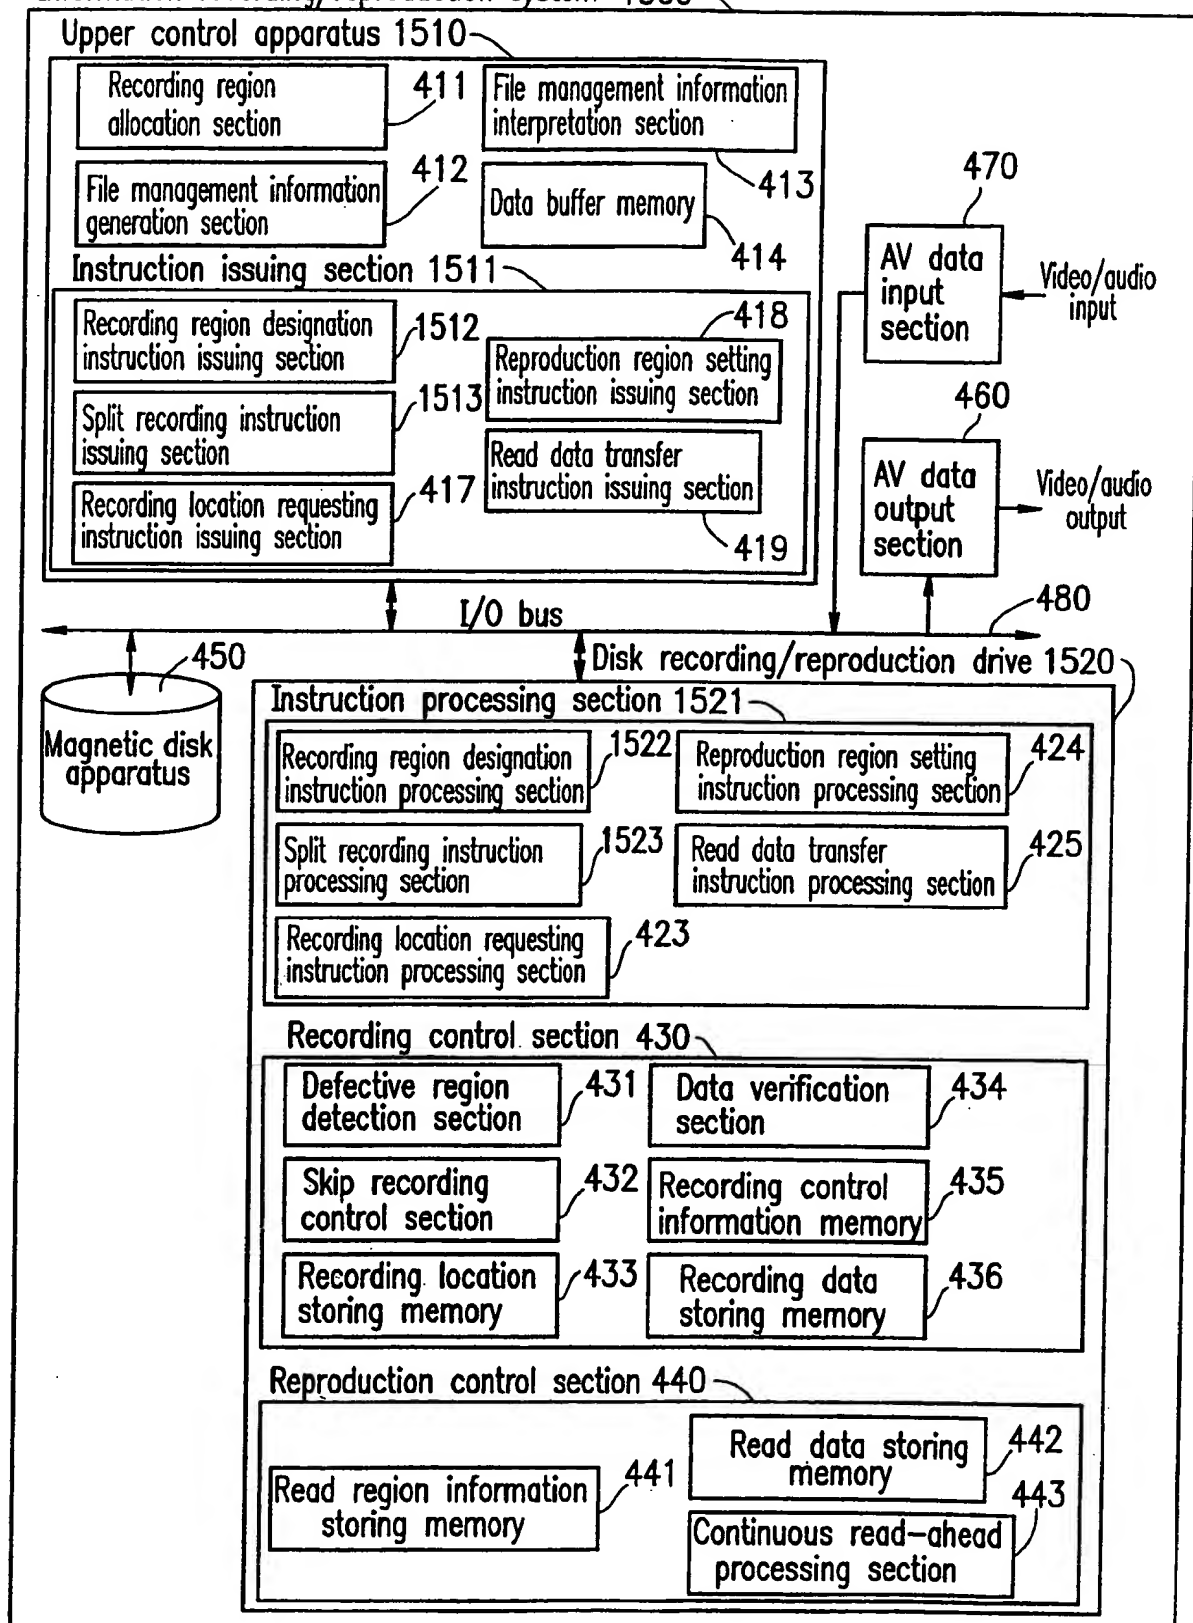 Upper control apparatus 1510
Recording region
allocation section
411
File management information
interpretation section
413
File management information
generation section
412
Data buffer memory
414
Instruction issuing section 1511
Recording region designation
instruction issuing section
1512
Reproduction region setting
instruction issuing section
418
Split recording instruction
issuing section
1513
Read data transfer
instruction issuing section
419
Recording location requesting
instruction issuing section
417
470
AV data
input
section
Video/audio
input
460
AV data
output
section
Video/audio
output
I/O bus
480
450
Magnetic disk
apparatus
Disk recording/reproduction drive 1520
Instruction processing section 1521
Recording region designation
instruction processing section
1522
Reproduction region setting
instruction processing section
424
Split recording instruction
processing section
1523
Read data transfer
instruction processing section
425
Recording location requesting
instruction processing section
423
Recording control section 430
Defective region
detection section
431
Data verification
section
434
Skip recording
control section
432
Recording control
information memory
435
Recording location
storing memory
433
Recording data
storing memory
436
Reproduction control section 440
Read region information
storing memory
441
Read data storing
memory
442
Continuous read-ahead
processing section
443